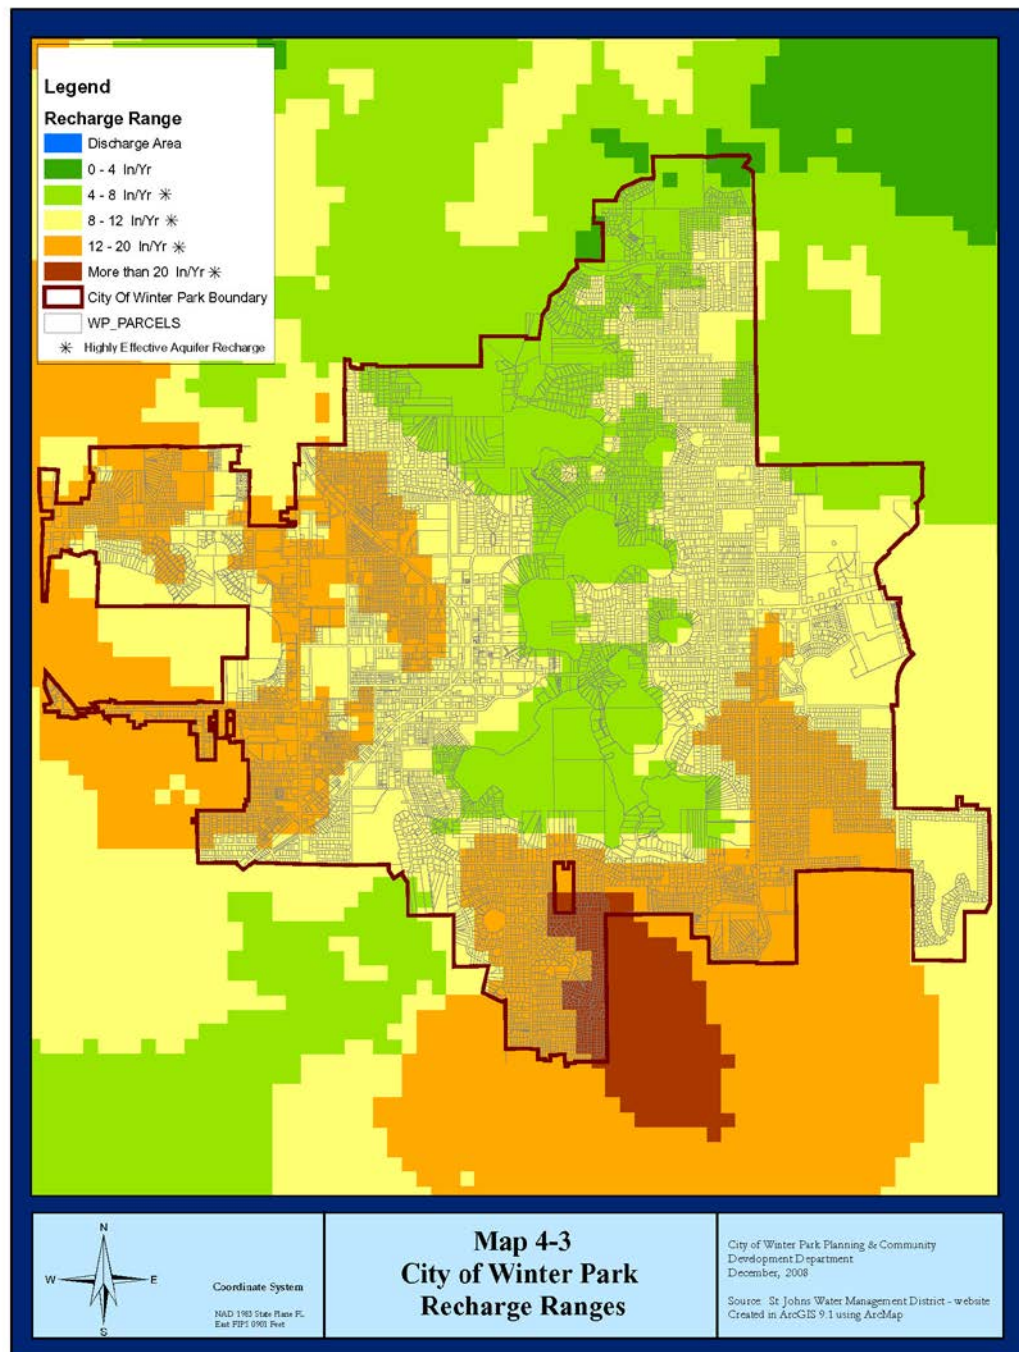 Legend
Recharge Range
Discharge Area
0 - 4 In/Yr
4 - 8 In/Yr ✳
8 - 12 In/Yr ✳
12 - 20 In/Yr ✳
More than 20 In/Yr ✳
City Of Winter Park Boundary
WP_PARCELS
✳ Highly Effective Aquifer Recharge
N
W E
S
Coordinate System
NAD 1983 State Plane FL
East FIPS 0901 Feet
Map 4-3
City of Winter Park
Recharge Ranges
City of Winter Park Planning & Community
Development Department
December, 2008
Source: St Johns Water Management District - website
Created in ArcGIS 9.1 using ArcMap